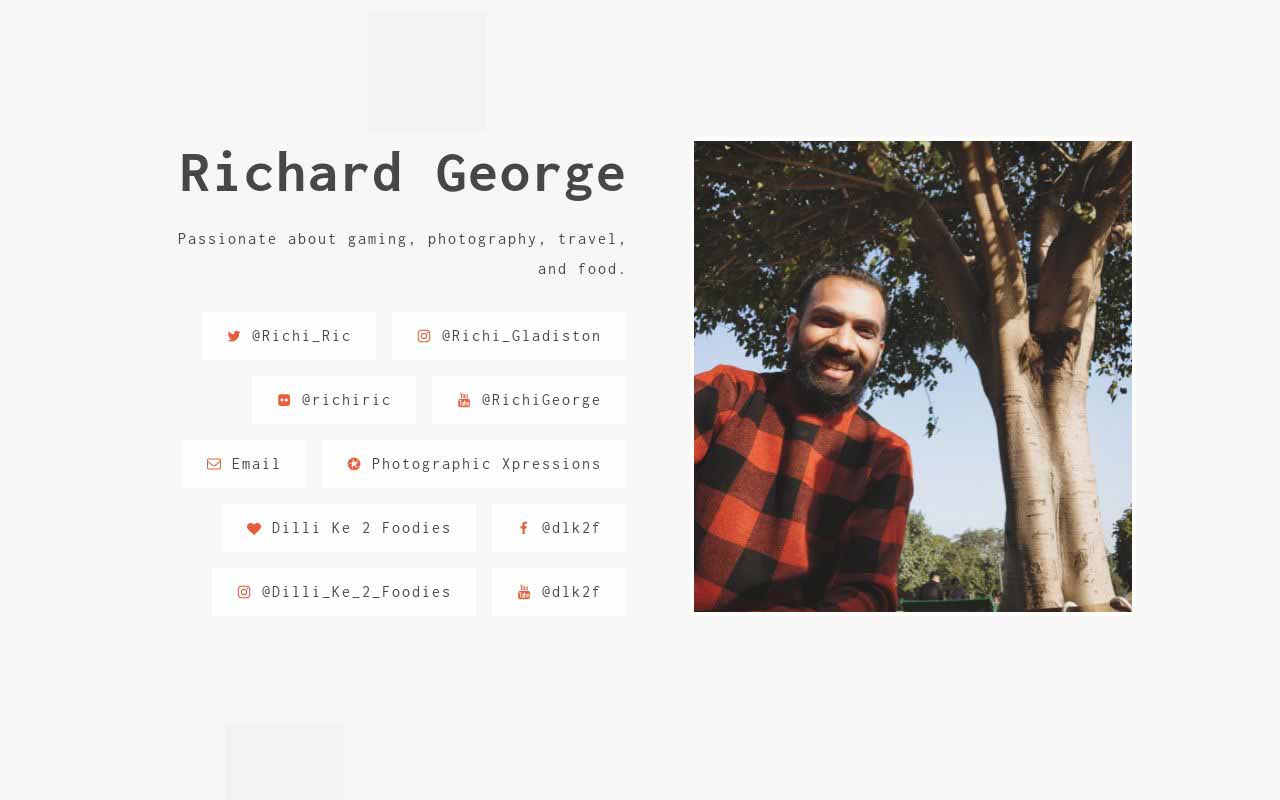 Richard George
Passionate about gaming, photography, travel,
and food.
@Richi_Ric @Richi_Gladiston
@richiric @RichiGeorge
Email Photographic Xpressions
Dilli Ke 2 Foodies @dlk2f
@Dilli_Ke_2_Foodies @dlk2f